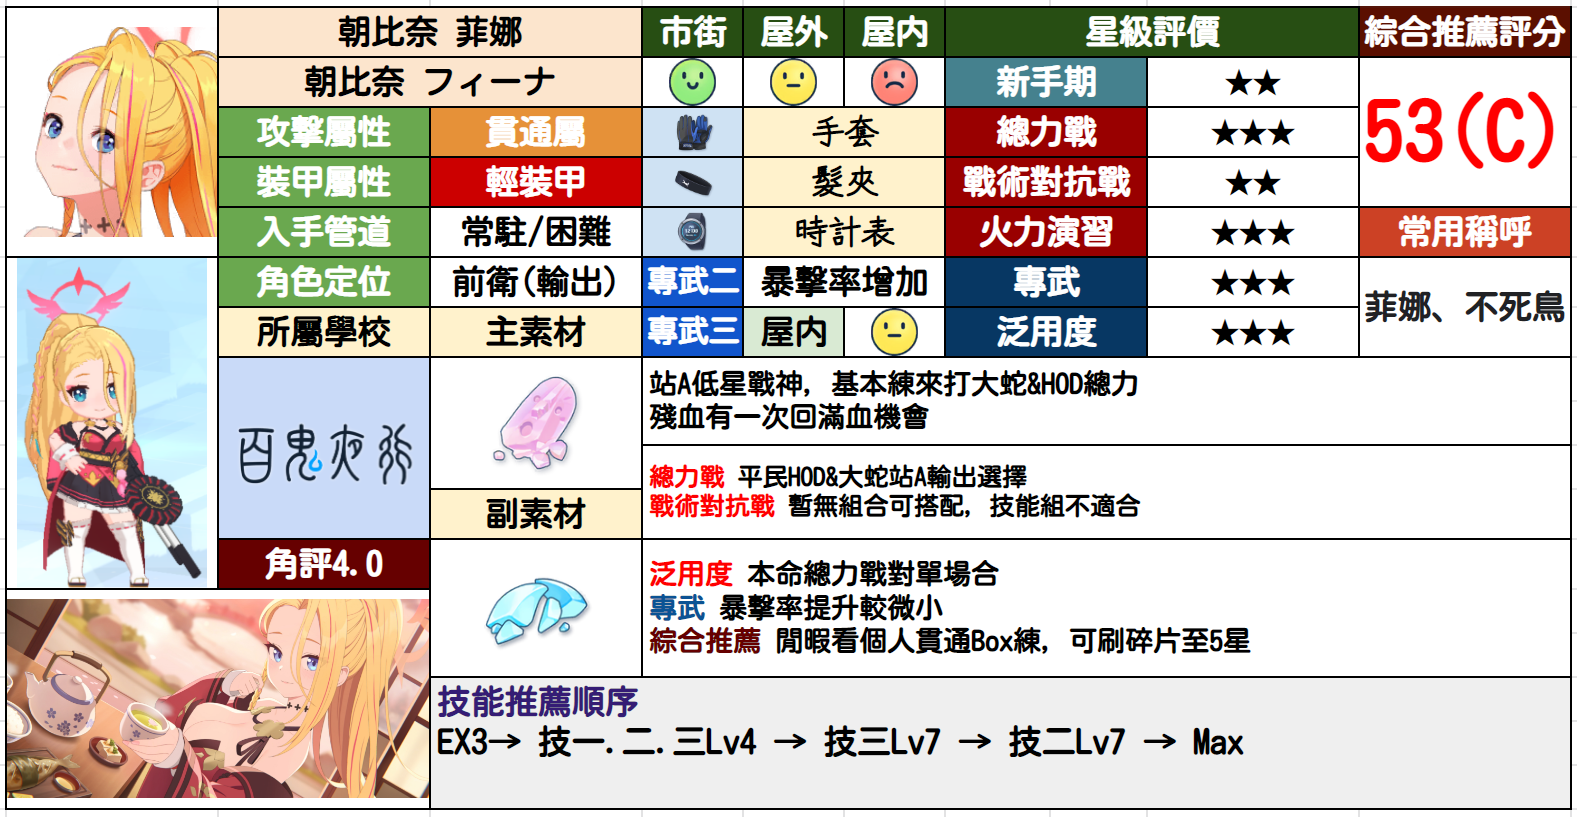 朝比奈 菲娜
市街
屋外
屋内
星級評價
綜合推薦評分
朝比奈 フィーナ
新手期
★★
53(C)
攻擊屬性
貫通屬
手套
總力戰
★★★
裝甲屬性
輕裝甲
髮夾
戰術對抗戰
★★
入手管道
常駐/困難
時計表
火力演習
★★★
常用稱呼
角色定位
前衛(輸出)
專武二
暴擊率增加
專武
★★★
菲娜、不死鳥
所屬學校
主素材
專武三
屋内
泛用度
★★★
站A低星戰神, 基本練來打大蛇&HOD總力
殘血有一次回滿血機會
百鬼夜行
總力戰 平民HOD&大蛇站A輸出選擇
戰術對抗戰 暫無組合可搭配, 技能組不適合
副素材
角評4.0
泛用度 本命總力戰對單場合
專武 暴擊率提升較微小
綜合推薦 閒暇看個人貫通Box練, 可刷碎片至5星
技能推薦順序
EX3→ 技一.二.三Lv4 → 技三Lv7 → 技二Lv7 → Max